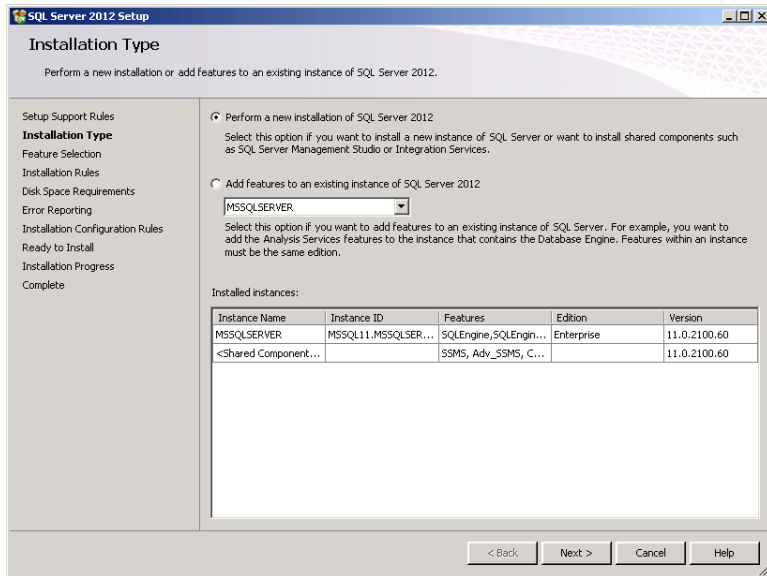 SQL Server 2012 Setup
Installation Type
Perform a new installation or add features to an existing instance of SQL Server 2012.
Setup Support Rules
Installation Type
Feature Selection
Installation Rules
Disk Space Requirements
Error Reporting
Installation Configuration Rules
Ready to Install
Installation Progress
Complete
Perform a new installation of SQL Server 2012
Select this option if you want to install a new instance of SQL Server or want to install shared components such
as SQL Server Management Studio or Integration Services.
Add features to an existing instance of SQL Server 2012
MSSQLSERVER
Select this option if you want to add features to an existing instance of SQL Server. For example, you want to
add the Analysis Services features to the instance that contains the Database Engine. Features within an instance
must be the same edition.
Installed instances:
Instance Name Instance ID Features Edition Version
MSSQLSERVER MSSQL11.MSSQLSER... SQLEngine,SQLEngin... Enterprise 11.0.2100.60
<Shared Component... SSMS, Adv_SSMS, C... 11.0.2100.60
< Back Next > Cancel Help